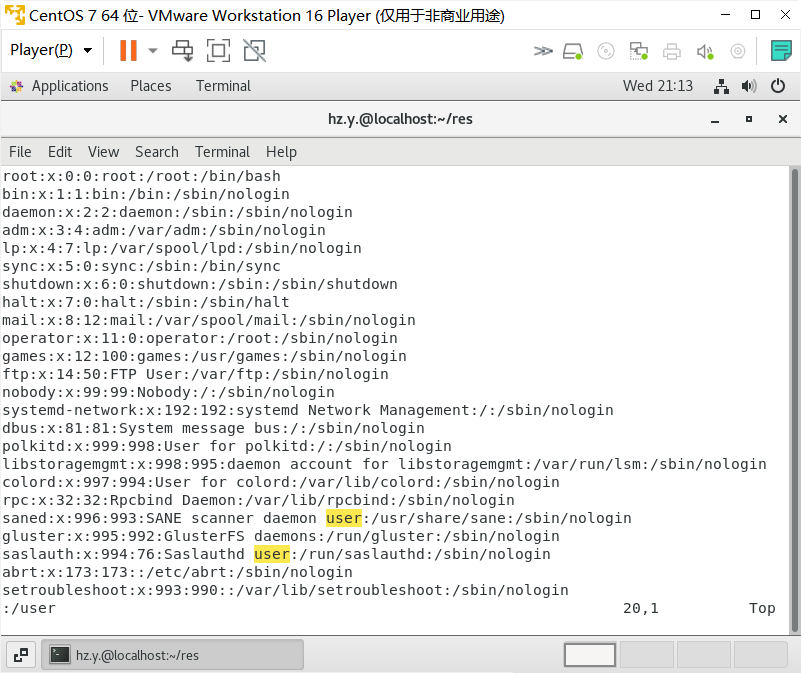 CentOS 7 64 位- VMware Workstation 16 Player (仅用于非商业用途)
Player(P)
Applications Places Terminal Wed 21:13
hz.y.@localhost:~/res
File Edit View Search Terminal Help
root:x:0:0:root:/root:/bin/bash
bin:x:1:1:bin:/bin:/sbin/nologin
daemon:x:2:2:daemon:/sbin:/sbin/nologin
adm:x:3:4:adm:/var/adm:/sbin/nologin
lp:x:4:7:lp:/var/spool/lpd:/sbin/nologin
sync:x:5:0:sync:/sbin:/bin/sync
shutdown:x:6:0:shutdown:/sbin:/sbin/shutdown
halt:x:7:0:halt:/sbin:/sbin/halt
mail:x:8:12:mail:/var/spool/mail:/sbin/nologin
operator:x:11:0:operator:/root:/sbin/nologin
games:x:12:100:games:/usr/games:/sbin/nologin
ftp:x:14:50:FTP User:/var/ftp:/sbin/nologin
nobody:x:99:99:Nobody:/:/sbin/nologin
systemd-network:x:192:192:systemd Network Management:/:/sbin/nologin
dbus:x:81:81:System message bus:/:/sbin/nologin
polkitd:x:999:998:User for polkitd:/:/sbin/nologin
libstoragemgmt:x:998:995:daemon account for libstoragemgmt:/var/run/lsm:/sbin/nologin
colord:x:997:994:User for colord:/var/lib/colord:/sbin/nologin
rpc:x:32:32:Rpcbind Daemon:/var/lib/rpcbind:/sbin/nologin
saned:x:996:993:SANE scanner daemon user:/usr/share/sane:/sbin/nologin
gluster:x:995:992:GlusterFS daemons:/run/gluster:/sbin/nologin
saslauth:x:994:76:Saslauthd user:/run/saslauthd:/sbin/nologin
abrt:x:173:173::/etc/abrt:/sbin/nologin
setroubleshoot:x:993:990::/var/lib/setroubleshoot:/sbin/nologin
:/user 20,1 Top
hz.y.@localhost:~/res